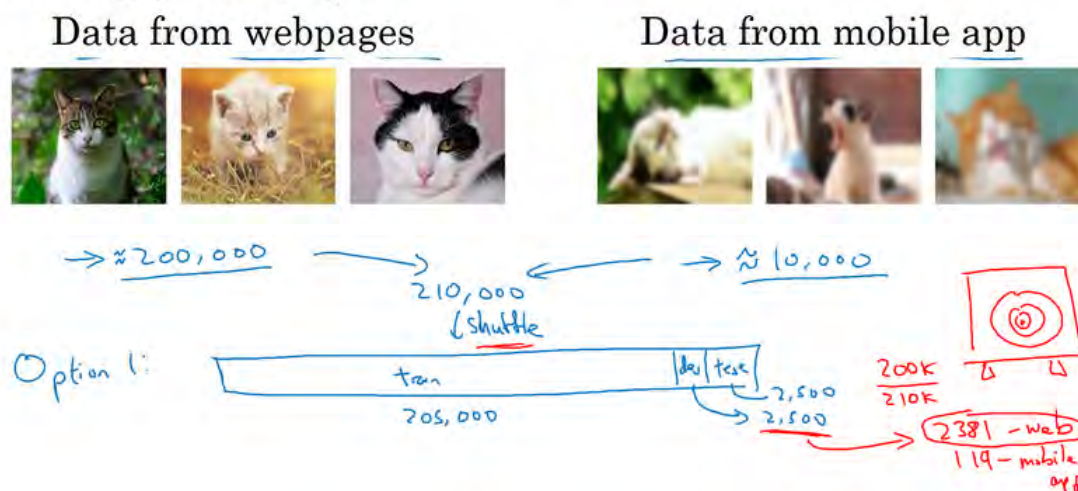 Data from webpages
Data from mobile app
→ ≈ 200,000
→ ≈ 10,000
210,000
↓ shuffle
Option 1:
train
dev
test
205,000
2,500
2,500
200K
210K
2381 - web
119 - mobile
app